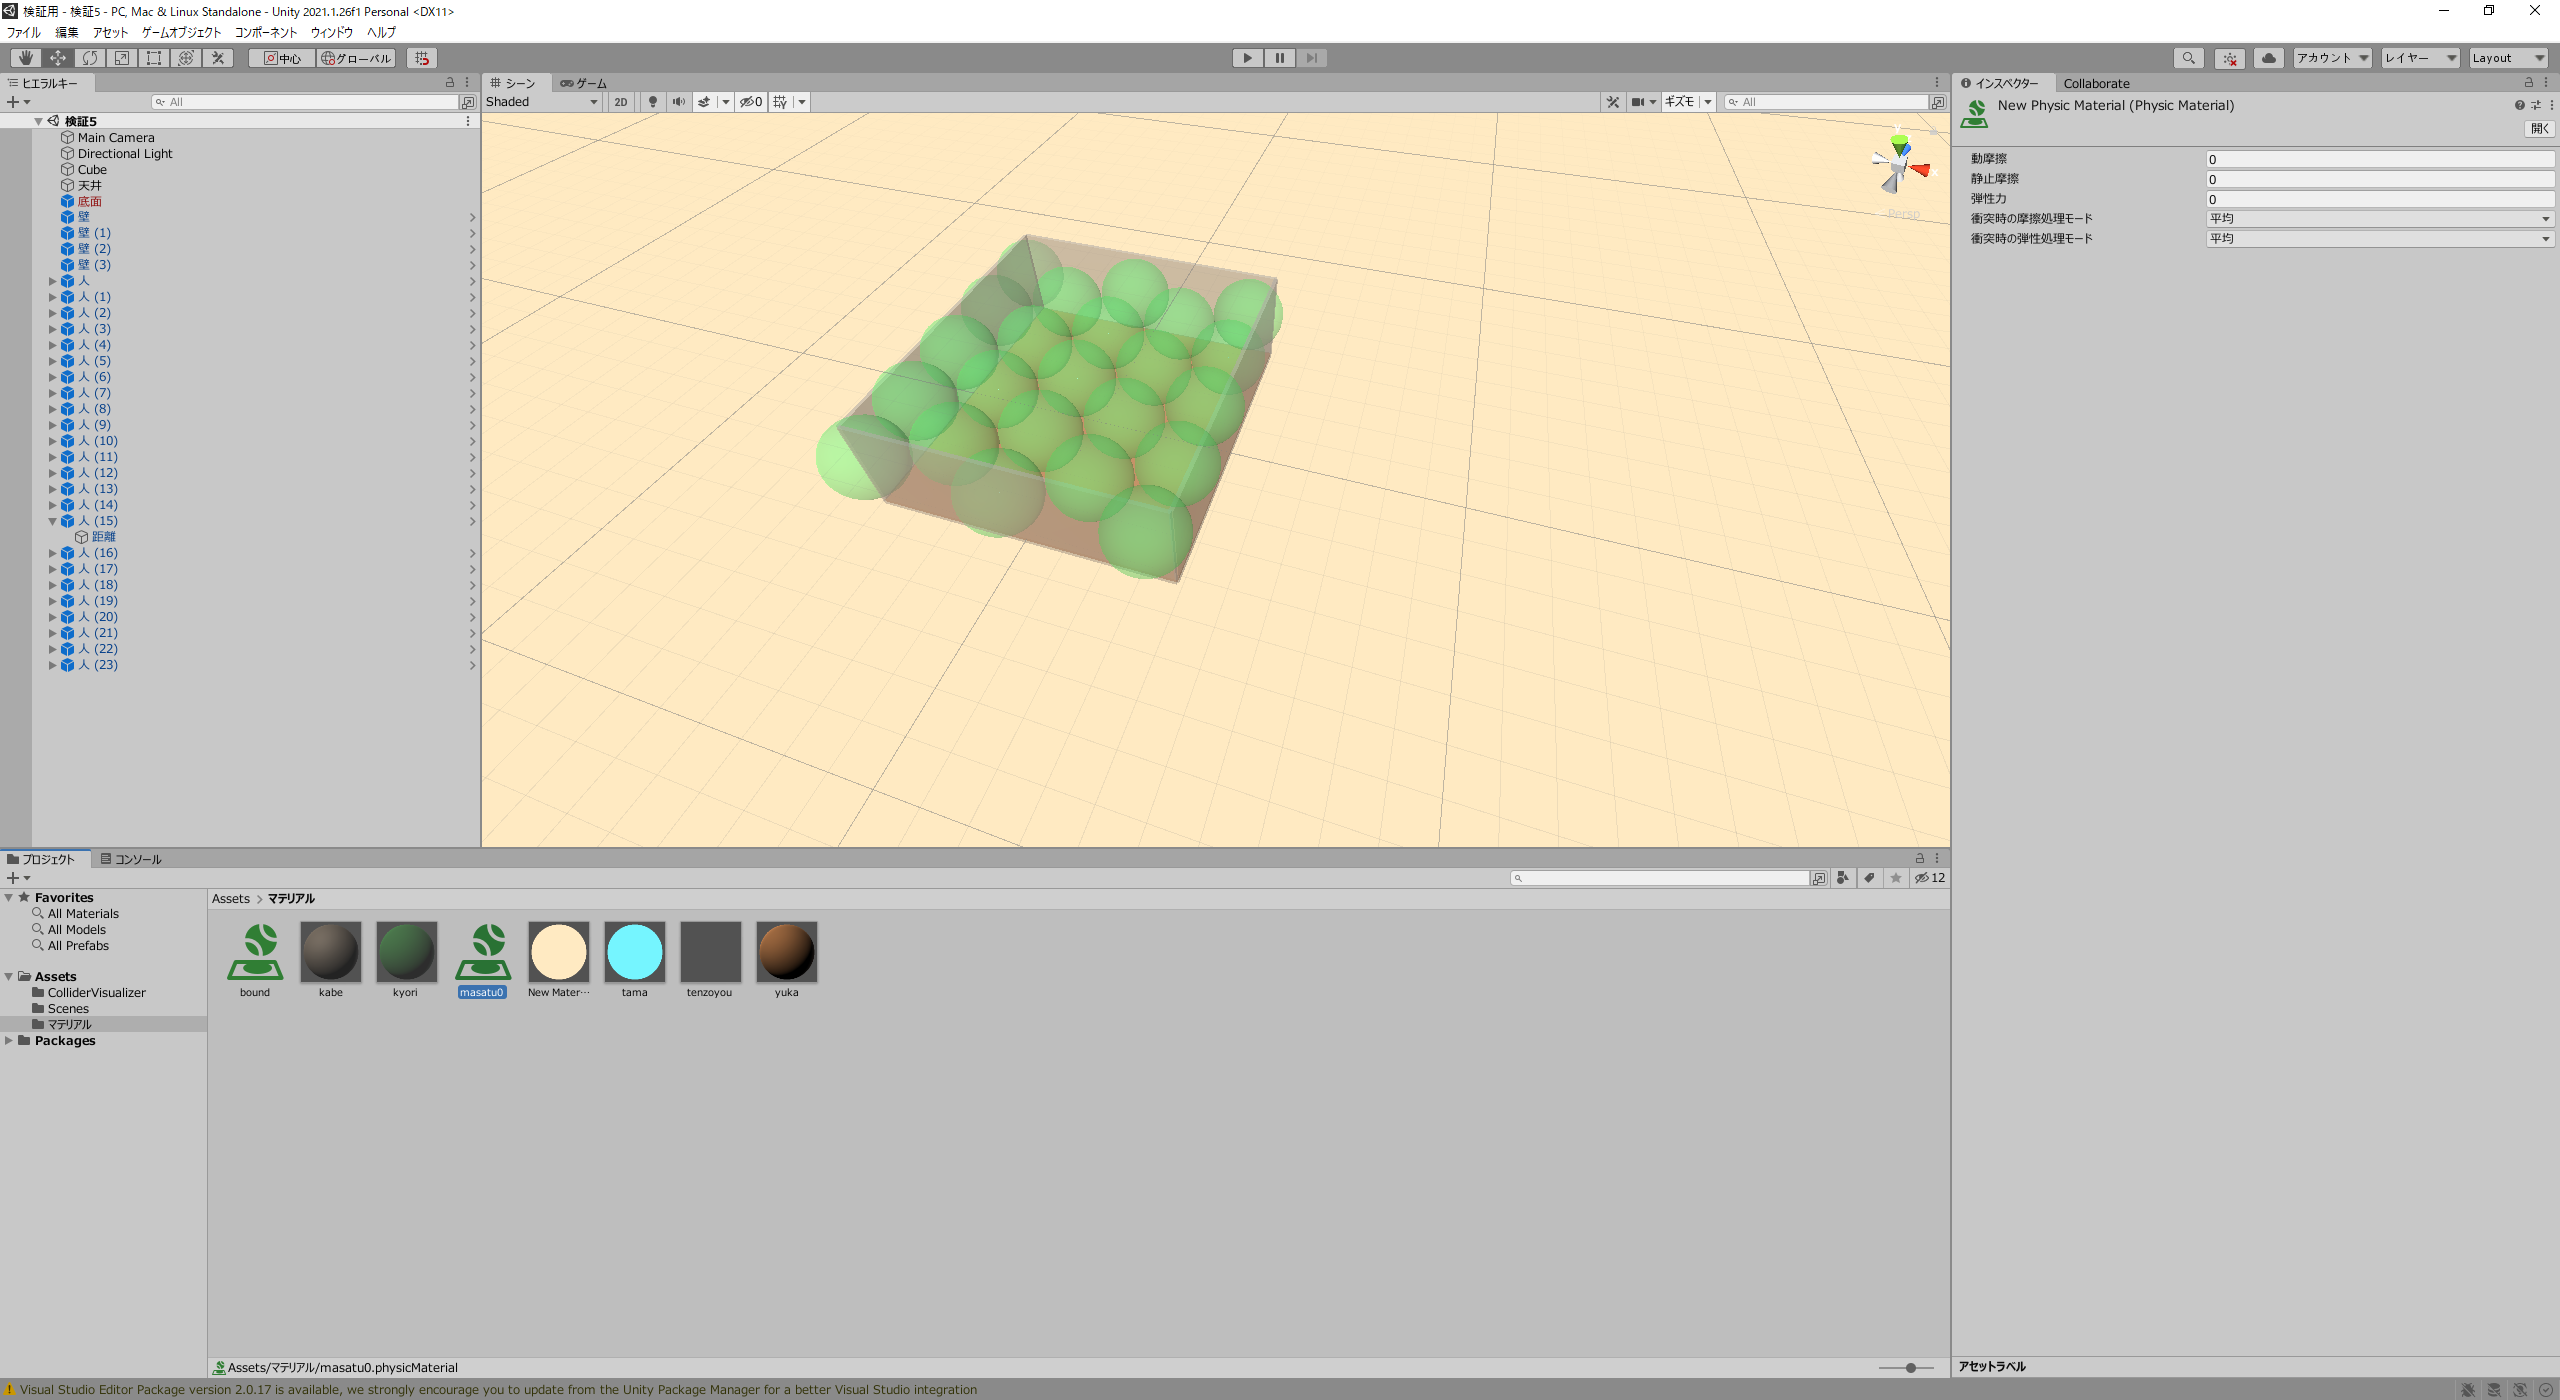 検証用 - 検証5 - PC, Mac & Linux Standalone - Unity 2021.1.26f1 Personal <DX11>
ファイル 編集 アセット ゲームオブジェクト コンポーネント ウィンドウ ヘルプ
中心 グローバル アカウント レイヤー Layout
ヒエラルキー
All
検証5
Main Camera
Directional Light
Cube
天井
底面
壁
壁 (1)
壁 (2)
壁 (3)
人
人 (1)
人 (2)
人 (3)
人 (4)
人 (5)
人 (6)
人 (7)
人 (8)
人 (9)
人 (10)
人 (11)
人 (12)
人 (13)
人 (14)
人 (15)
距離
人 (16)
人 (17)
人 (18)
人 (19)
人 (20)
人 (21)
人 (22)
人 (23)
シーン ゲーム
Shaded 2D 0 ギズモ All
x
Persp
インスペクター Collaborate
New Physic Material (Physic Material)
開く
動摩擦 0
静止摩擦 0
弾性力 0
衝突時の摩擦処理モード 平均
衝突時の弾性処理モード 平均
プロジェクト コンソール
12
Favorites
All Materials
All Models
All Prefabs
Assets
ColliderVisualizer
Scenes
マテリアル
Packages
Assets > マテリアル
bound kabe kyori masatu0 New Mater… tama tenzoyou yuka
Assets/マテリアル/masatu0.physicMaterial
アセットラベル
Visual Studio Editor Package version 2.0.17 is available, we strongly encourage you to update from the Unity Package Manager for a better Visual Studio integration